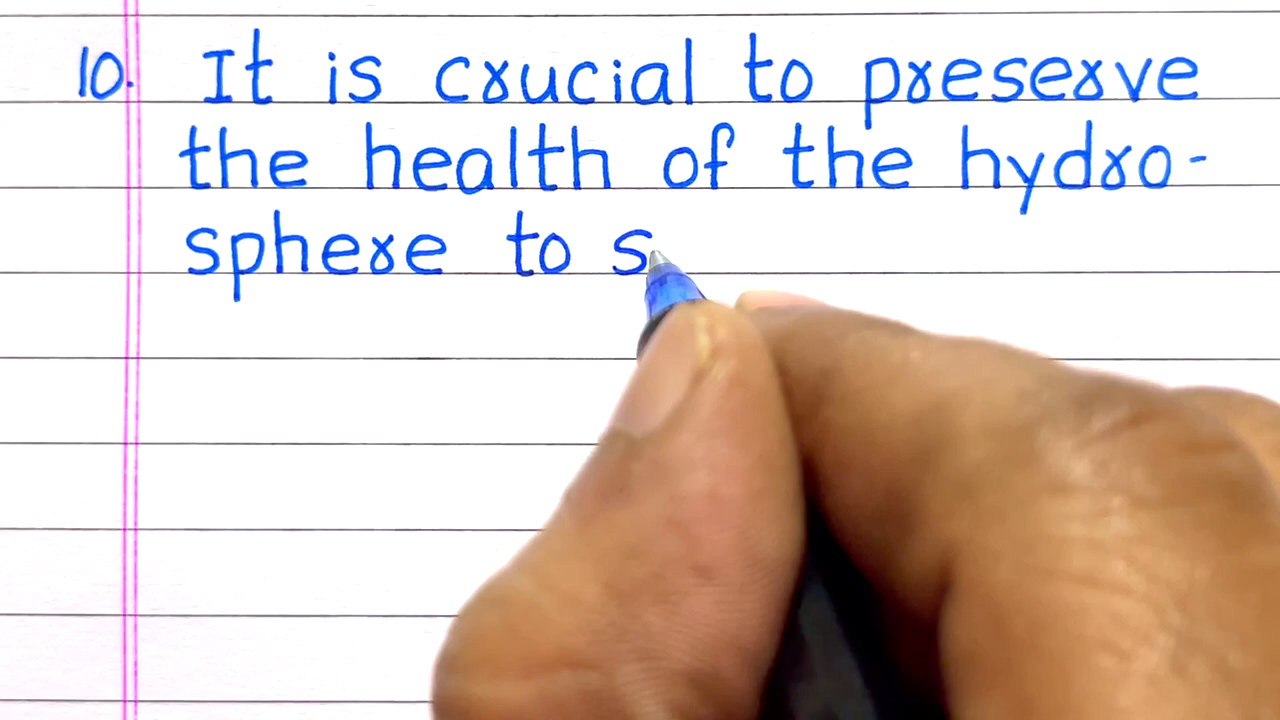 10. It is crucial to preserve
the health of the hydro-
sphere to s